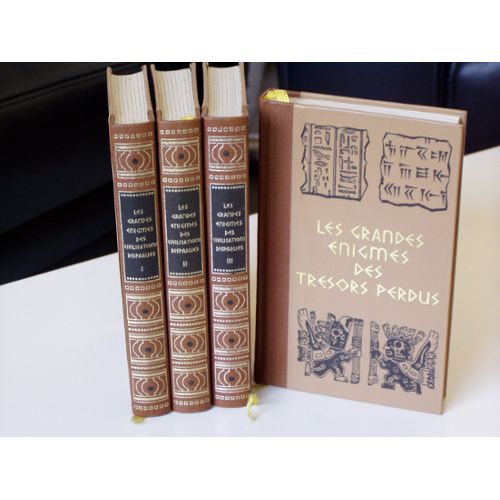 LES
GRANDES
ENIGMES
DES
CIVILISATIONS
DISPARUES
I
LES
GRANDES
ENIGMES
DES
CIVILISATIONS
DISPARUES
II
LES
GRANDES
ENIGMES
DES
CIVILISATIONS
DISPARUES
III
LES GRANDES
ENIGMES
DES
TRESORS PERDUS